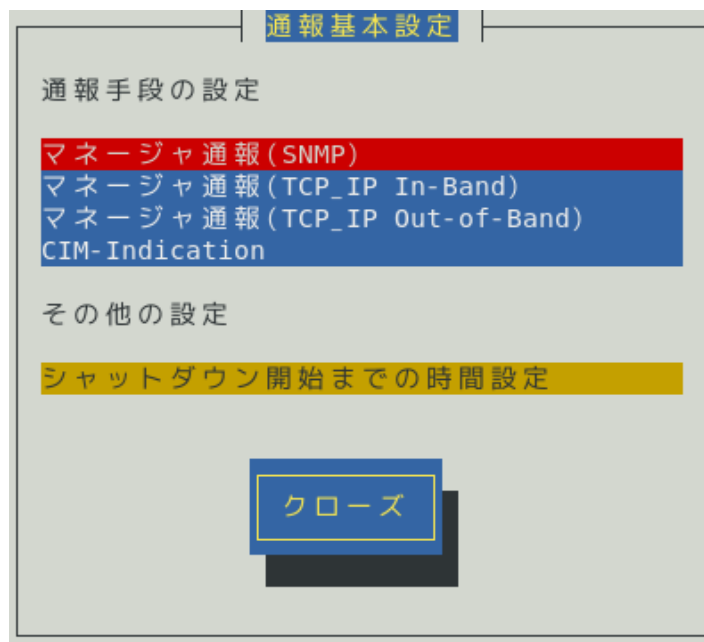 通報基本設定
通報手段の設定
マネージャ通報(SNMP)
マネージャ通報(TCP_IP In-Band)
マネージャ通報(TCP_IP Out-of-Band)
CIM-Indication
その他の設定
シャットダウン開始までの時間設定
クローズ